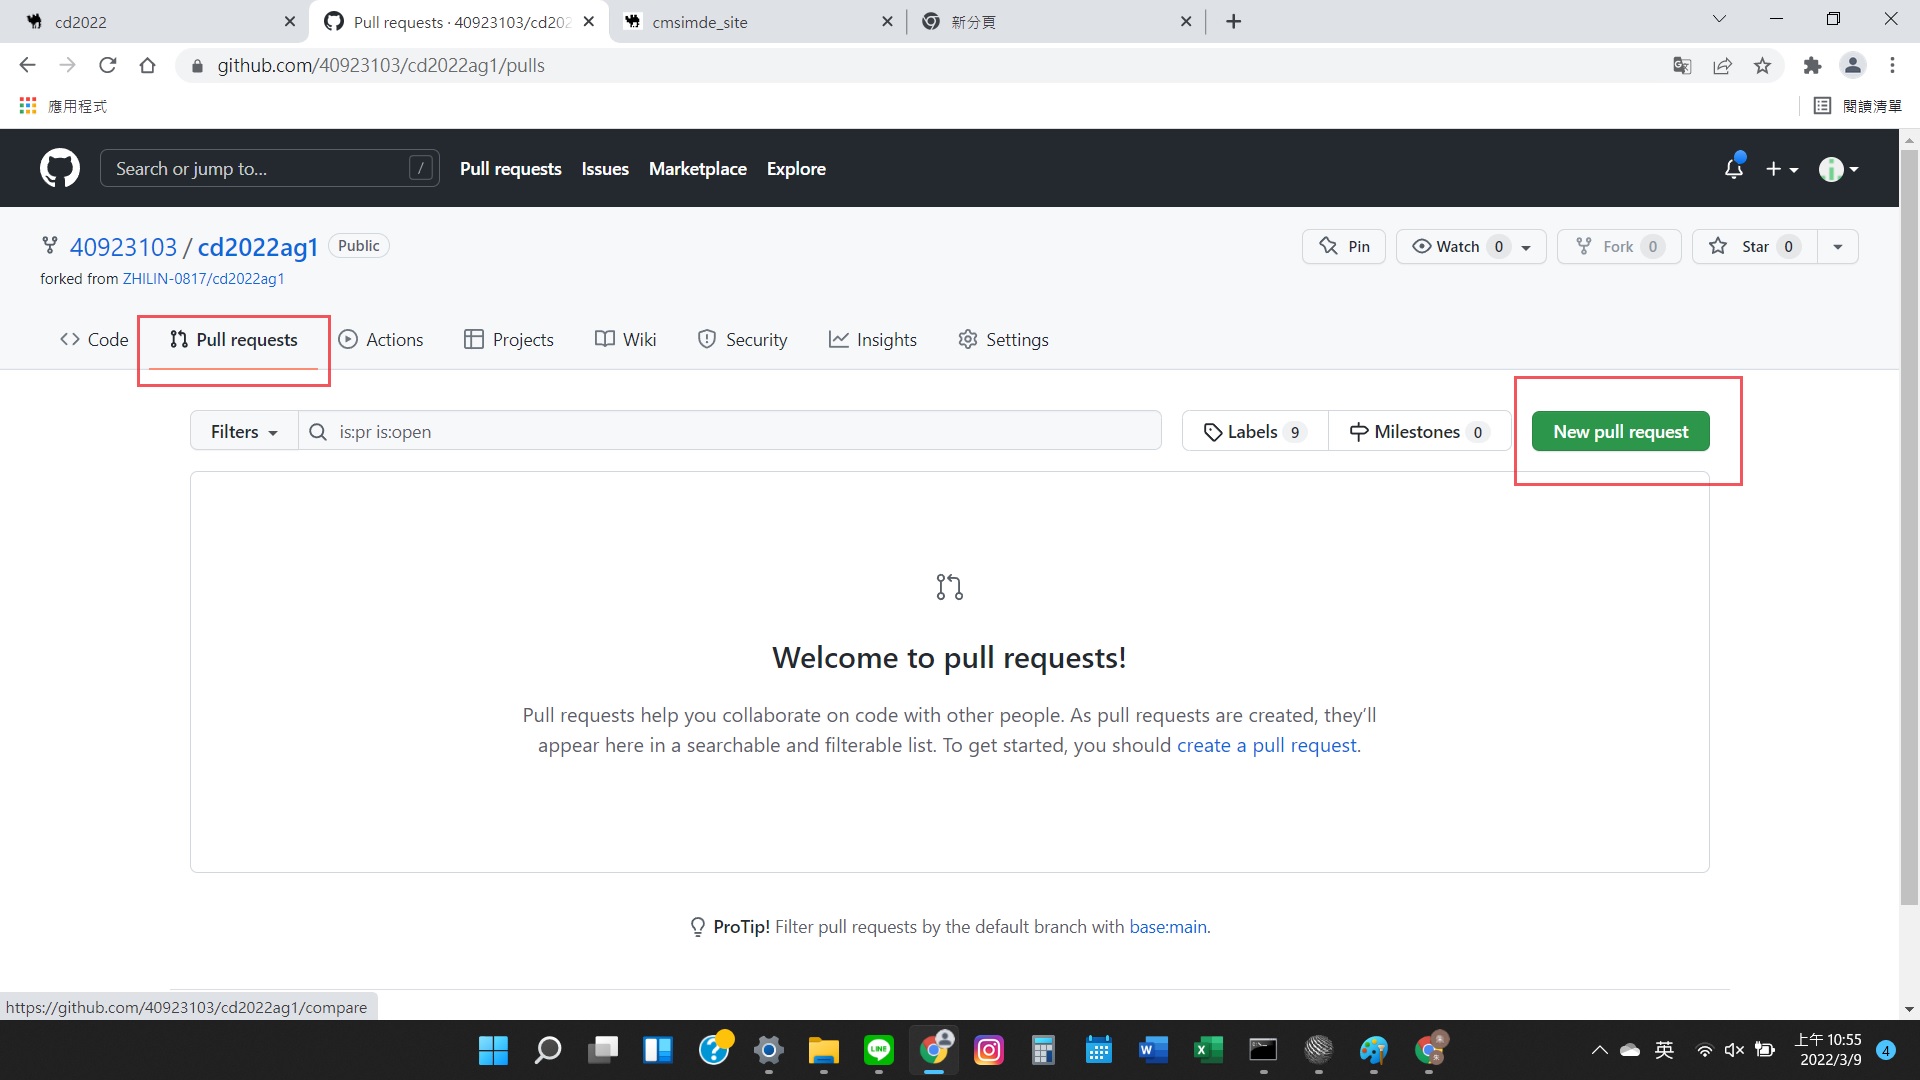 cd2022
Pull requests · 40923103/cd202
cmsimde_site
新分頁
github.com/40923103/cd2022ag1/pulls
應用程式
閱讀清單
Search or jump to... /
Pull requests Issues Marketplace Explore
40923103 / cd2022ag1 Public
Pin Watch 0 Fork 0 Star 0
forked from ZHILIN-0817/cd2022ag1
Code Pull requests Actions Projects Wiki Security Insights Settings
Filters is:pr is:open Labels 9 Milestones 0 New pull request
Welcome to pull requests!
Pull requests help you collaborate on code with other people. As pull requests are created, they'll
appear here in a searchable and filterable list. To get started, you should create a pull request.
ProTip! Filter pull requests by the default branch with base:main.
https://github.com/40923103/cd2022ag1/compare
LINE
英
上午 10:55
2022/3/9
4